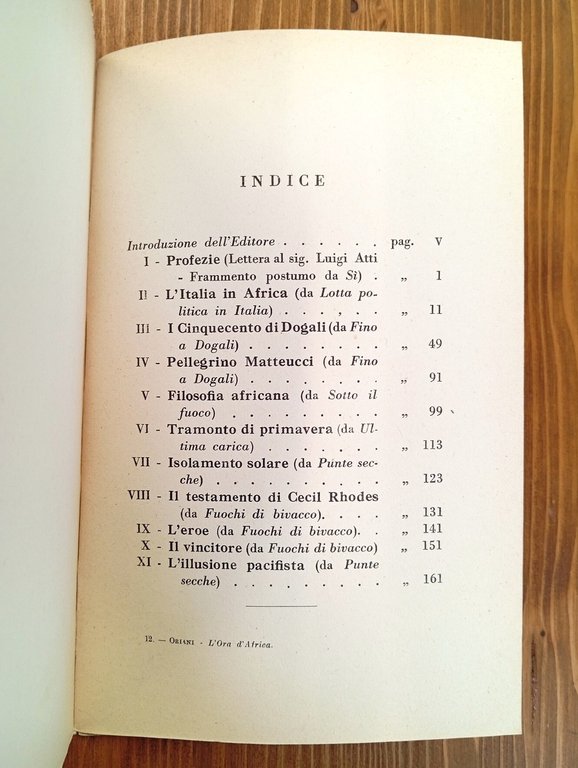 INDICE
Introduzione dell'Editore . . . . . . pag. V
I - Profezie (Lettera al sig. Luigi Atti
- Frammento postumo da Sì) . „ 1
II - L'Italia in Africa (da Lotta po-
litica in Italia) . . . , . . „ 11
III - I Cinquecento di Dogali (da Fino
a Dogali) . . . . . . . . „ 49
IV - Pellegrino Matteucci (da Fino
a Dogali) . . . . . . . . „ 91
V - Filosofia africana (da Sotto il
fuoco) . . . . . . . . . „ 99
VI - Tramonto di primavera (da Ul-
tima carica) . . . . . . . „ 113
VII - Isolamento solare (da Punte sec-
che) . . . . . . . . . . „ 123
VIII - Il testamento di Cecil Rhodes
(da Fuochi di bivacco). . . . „ 131
IX - L'eroe (da Fuochi di bivacco). . „ 141
X - Il vincitore (da Fuochi di bivacco) „ 151
XI - L'illusione pacifista (da Punte
secche) . . . . . . . . . „ 161
12. — ORIANI - L'Ora d'Africa.